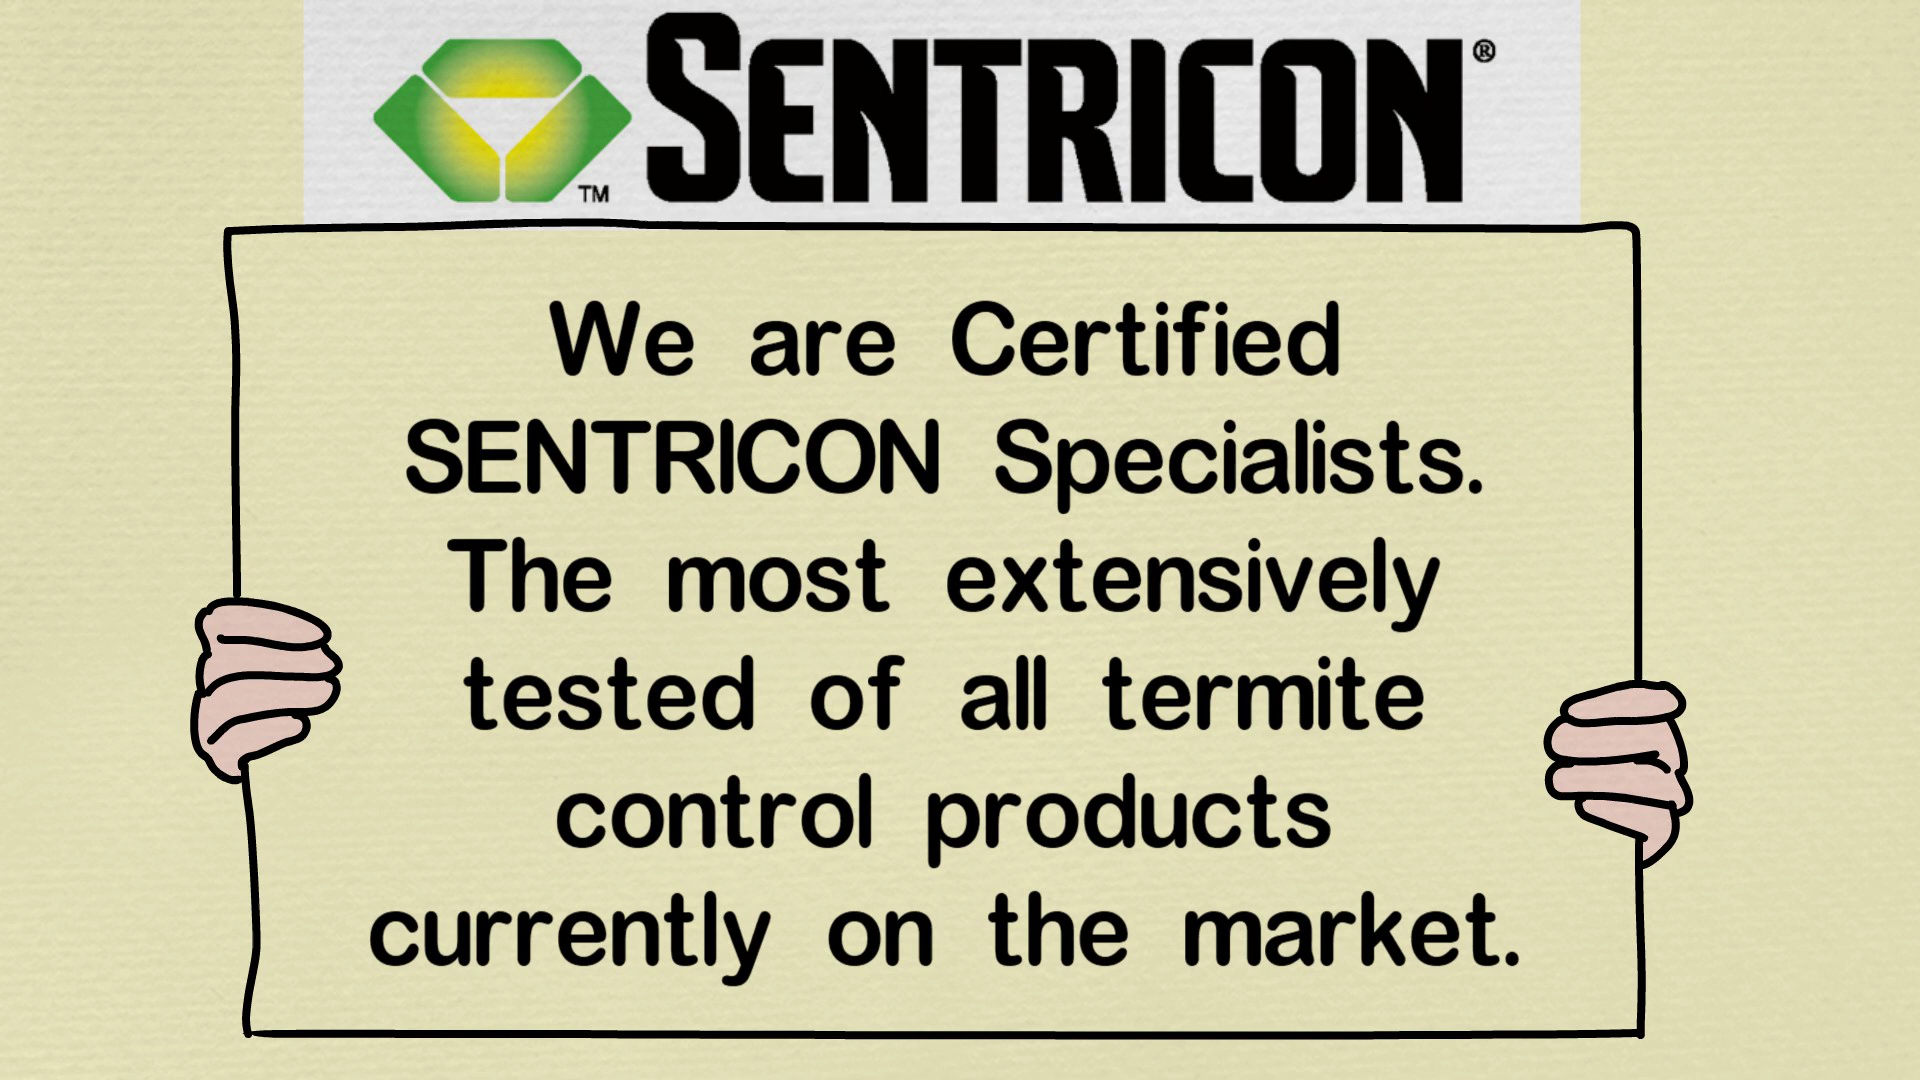 SENTRICON®
TM
We are Certified
SENTRICON Specialists.
The most extensively
tested of all termite
control products
currently on the market.